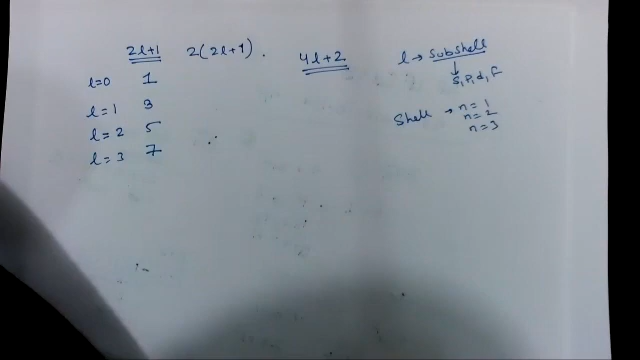 2l+1 2(2l+1). 4l+2
l=0 1
l=1 3
l=2 5
l=3 7
l → subshell
↓
s, p, d, f
Shell → n=1
n=2
n=3